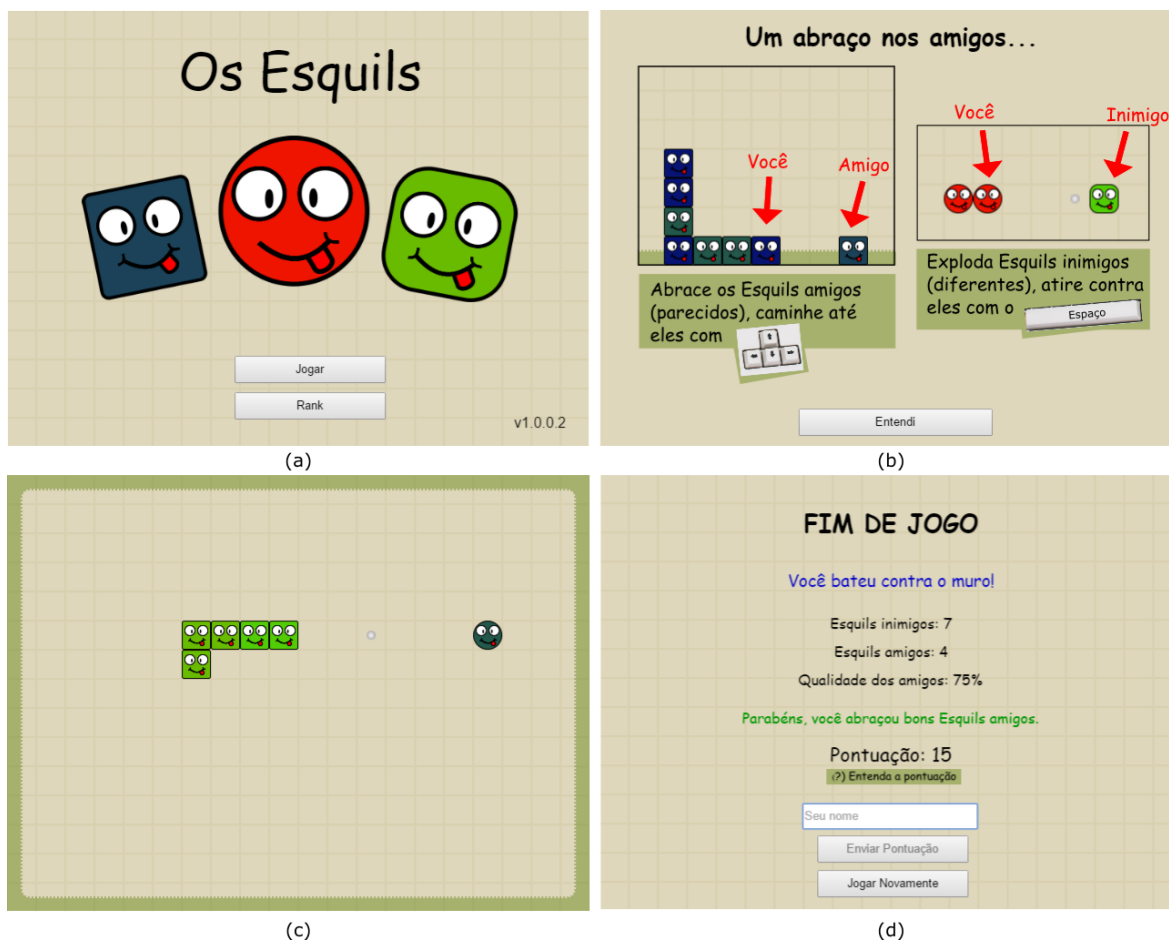 Os Esquils
Jogar
Rank
v1.0.0.2
(a)
Um abraço nos amigos...
Você
Amigo
Abrace os Esquils amigos
(parecidos), caminhe até
eles com
Você
Inimigo
Exploda Esquils inimigos
(diferentes), atire contra
eles com o
Espaço
Entendi
(b)
(c)
FIM DE JOGO
Você bateu contra o muro!
Esquils inimigos: 7
Esquils amigos: 4
Qualidade dos amigos: 75%
Parabéns, você abraçou bons Esquils amigos.
Pontuação: 15
(?) Entenda a pontuação
Seu nome
Enviar Pontuação
Jogar Novamente
(d)